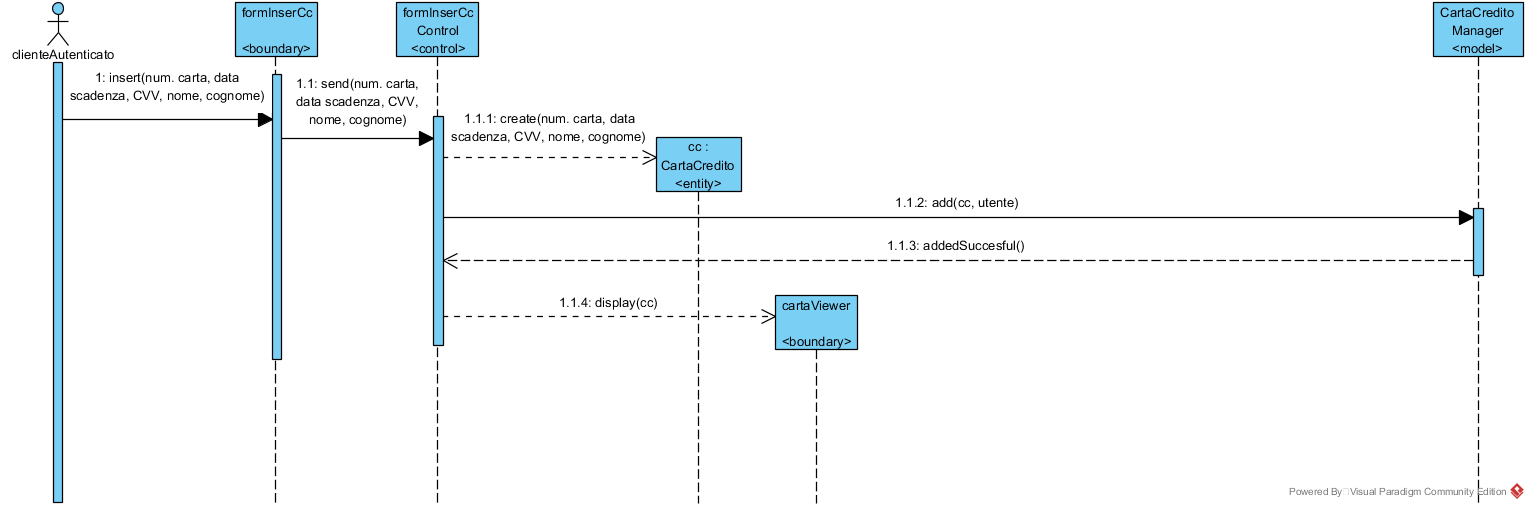 clienteAutenticato
formInserCc
<boundary>
formInserCc
Control
<control>
CartaCredito
Manager
<model>
1: insert(num. carta, data
scadenza, CVV, nome, cognome)
1.1: send(num. carta,
data scadenza, CVV,
nome, cognome)
1.1.1: create(num. carta, data
scadenza, CVV, nome, cognome)
cc :
CartaCredito
<entity>
1.1.2: add(cc, utente)
1.1.3: addedSuccesful()
1.1.4: display(cc)
cartaViewer
<boundary>
Powered By Visual Paradigm Community Edition